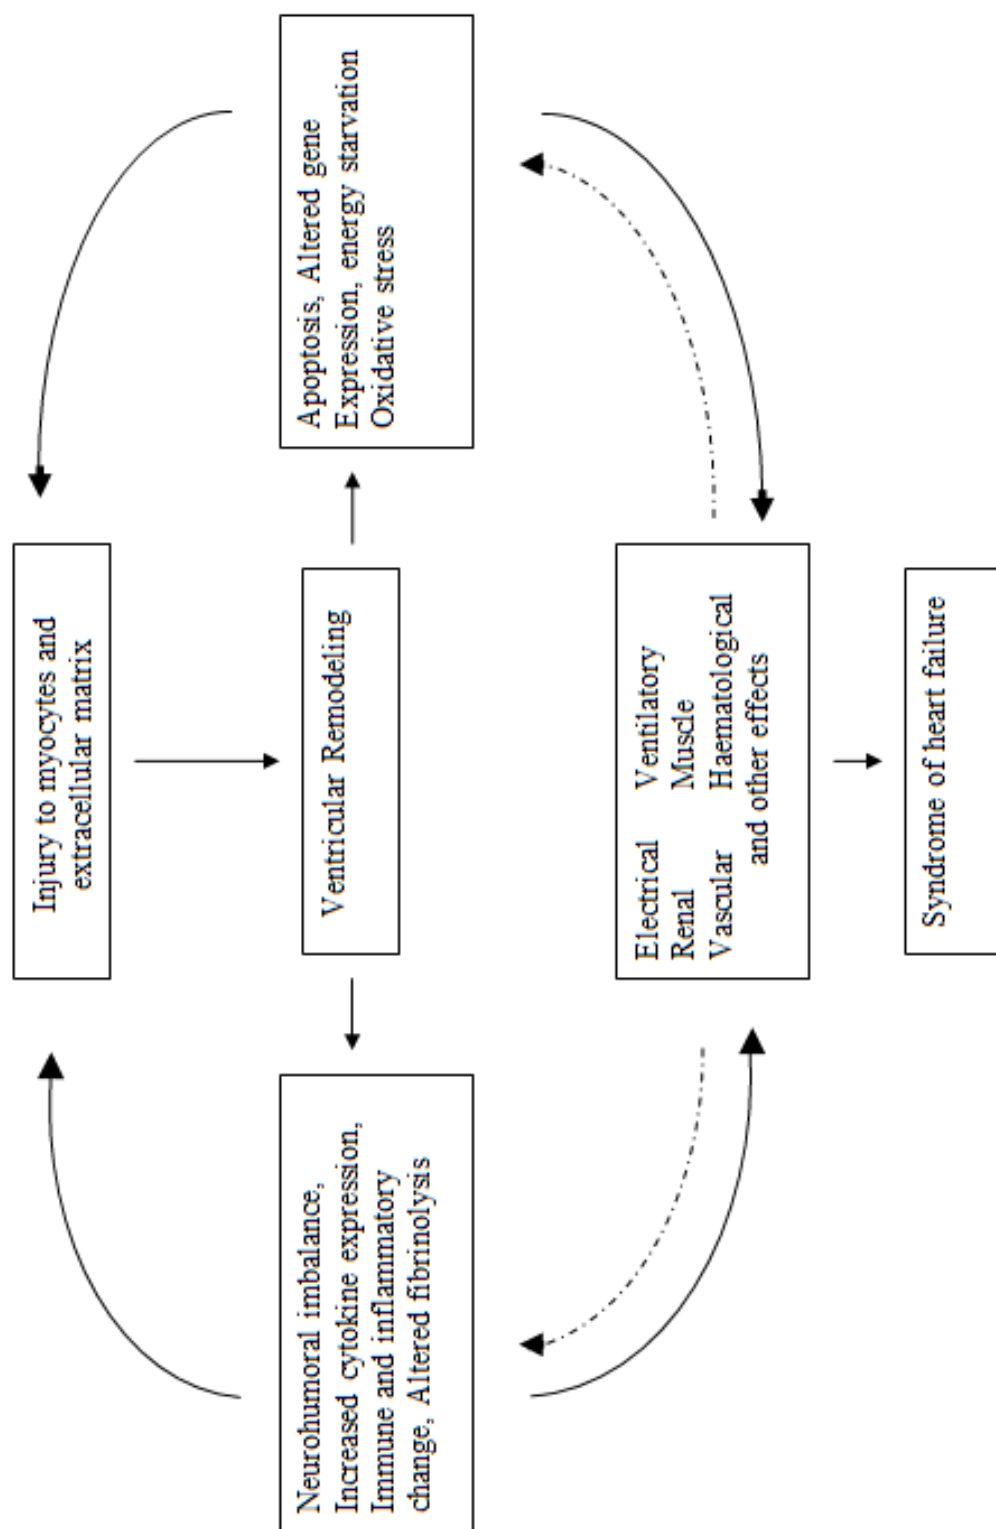 Injury to myocytes and
extracellular matrix
Neurohumoral imbalance,
Increased cytokine expression,
Immune and inflammatory
change, Altered fibrinolysis
Ventricular Remodeling
Apoptosis, Altered gene
Expression, energy starvation
Oxidative stress
Electrical Ventilatory
Renal Muscle
Vascular Haematological
and other effects
Syndrome of heart failure